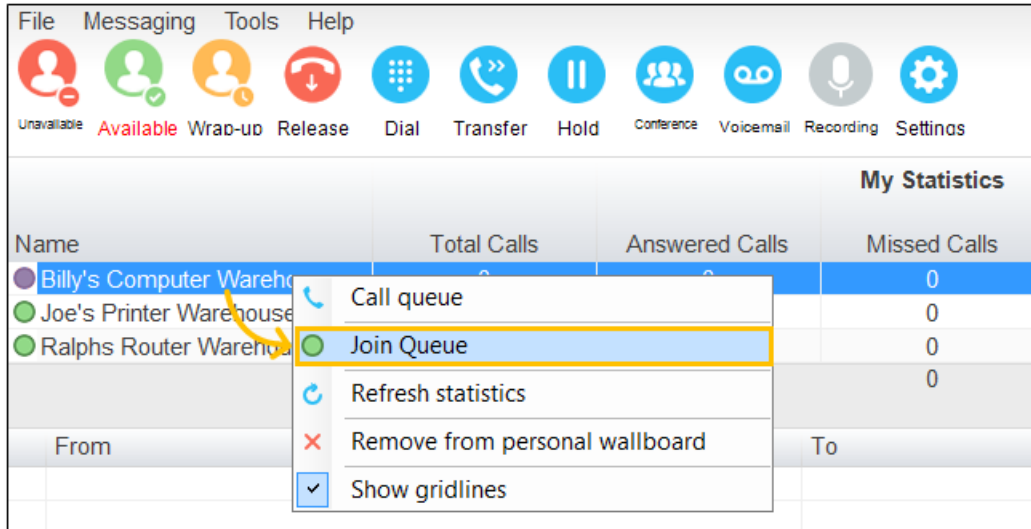 File Messaging Tools Help
Unavailable Available Wrap-up Release Dial Transfer Hold Conference Voicemail Recording Settings
My Statistics
Name Total Calls Answered Calls Missed Calls
Billy's Computer 0
Joe's Printer Warehouse 0
Ralphs Router 0
0
Call queue
Join Queue
Refresh statistics
Remove from personal wallboard
Show gridlines
From To